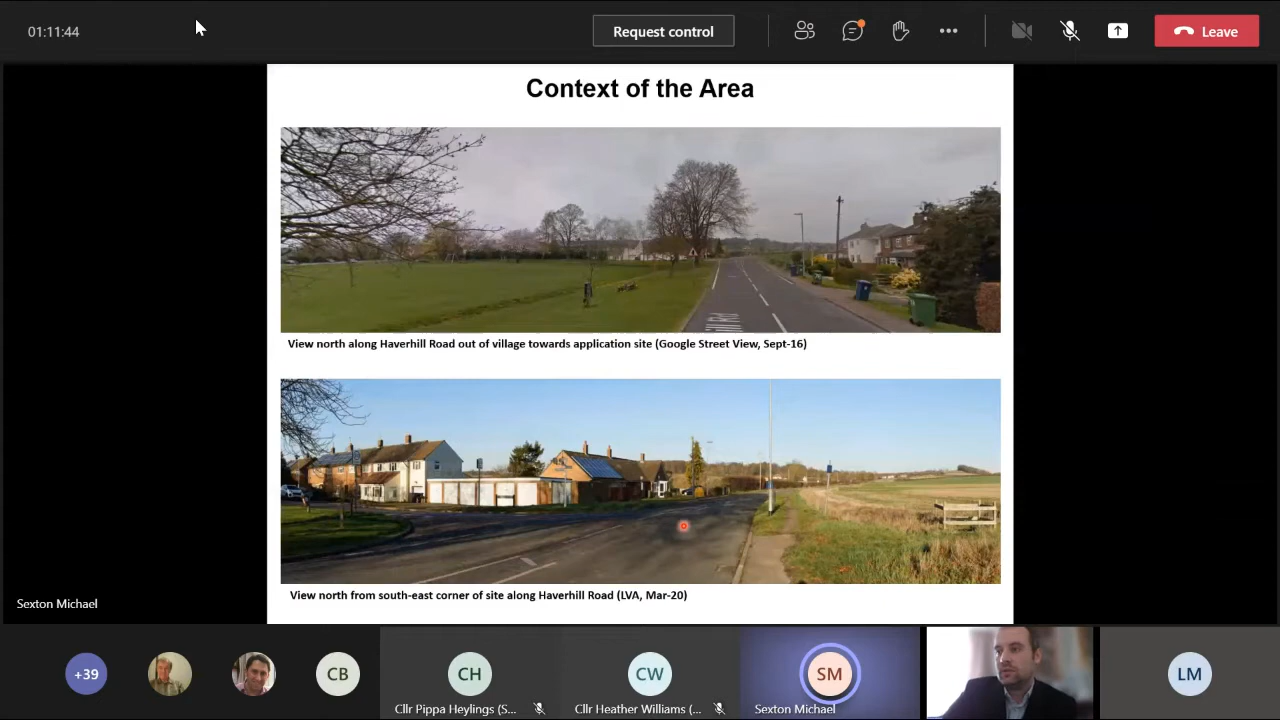 01:11:44
Request control
Leave
Context of the Area
View north along Haverhill Road out of village towards application site (Google Street View, Sept-16)
View north from south-east corner of site along Haverhill Road (LVA, Mar-20)
Sexton Michael
+39
CB
CH
Cllr Pippa Heylings (S...
CW
Cllr Heather Williams (...
SM
Sexton Michael
LM